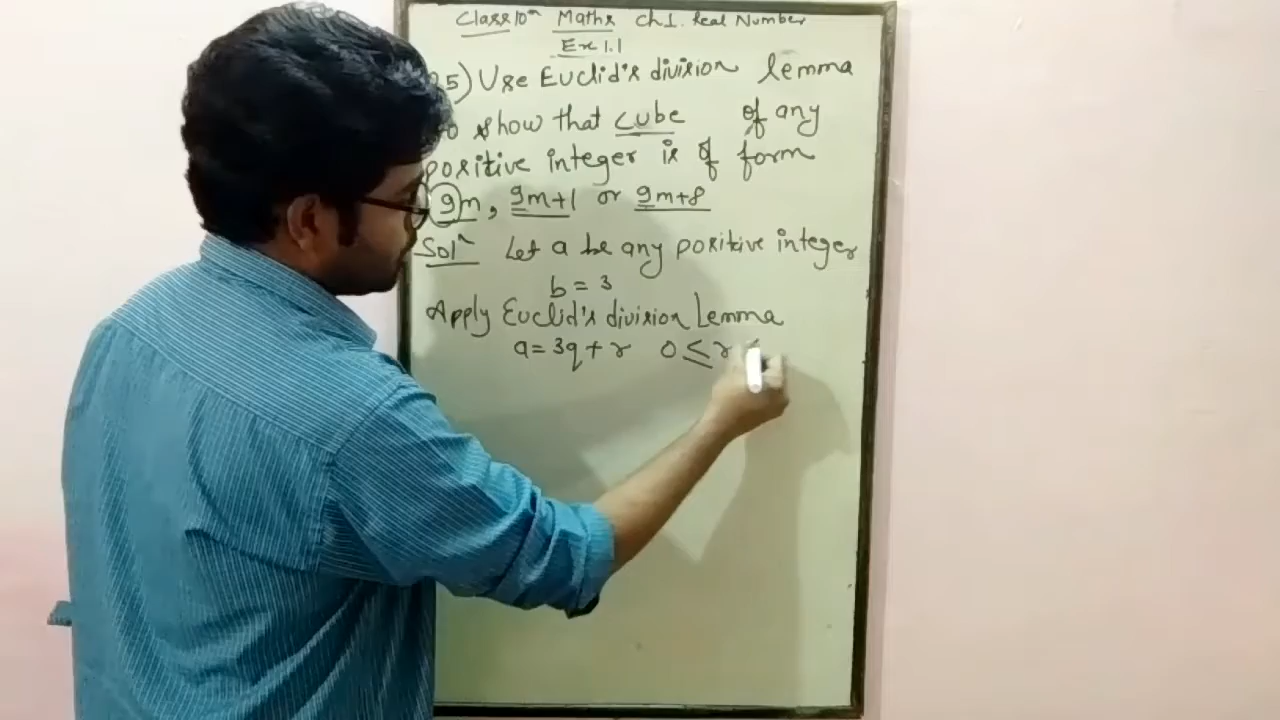 Class 10th Maths Ch 1. Real Number
Ex 1.1
5) Use Euclid's division lemma
to show that cube of any
positive integer is of form
9m, 9m+1 or 9m+8
Solⁿ Let a be any positive integer
b = 3
Apply Euclid's division Lemma
a = 3q + r 0 ≤ r